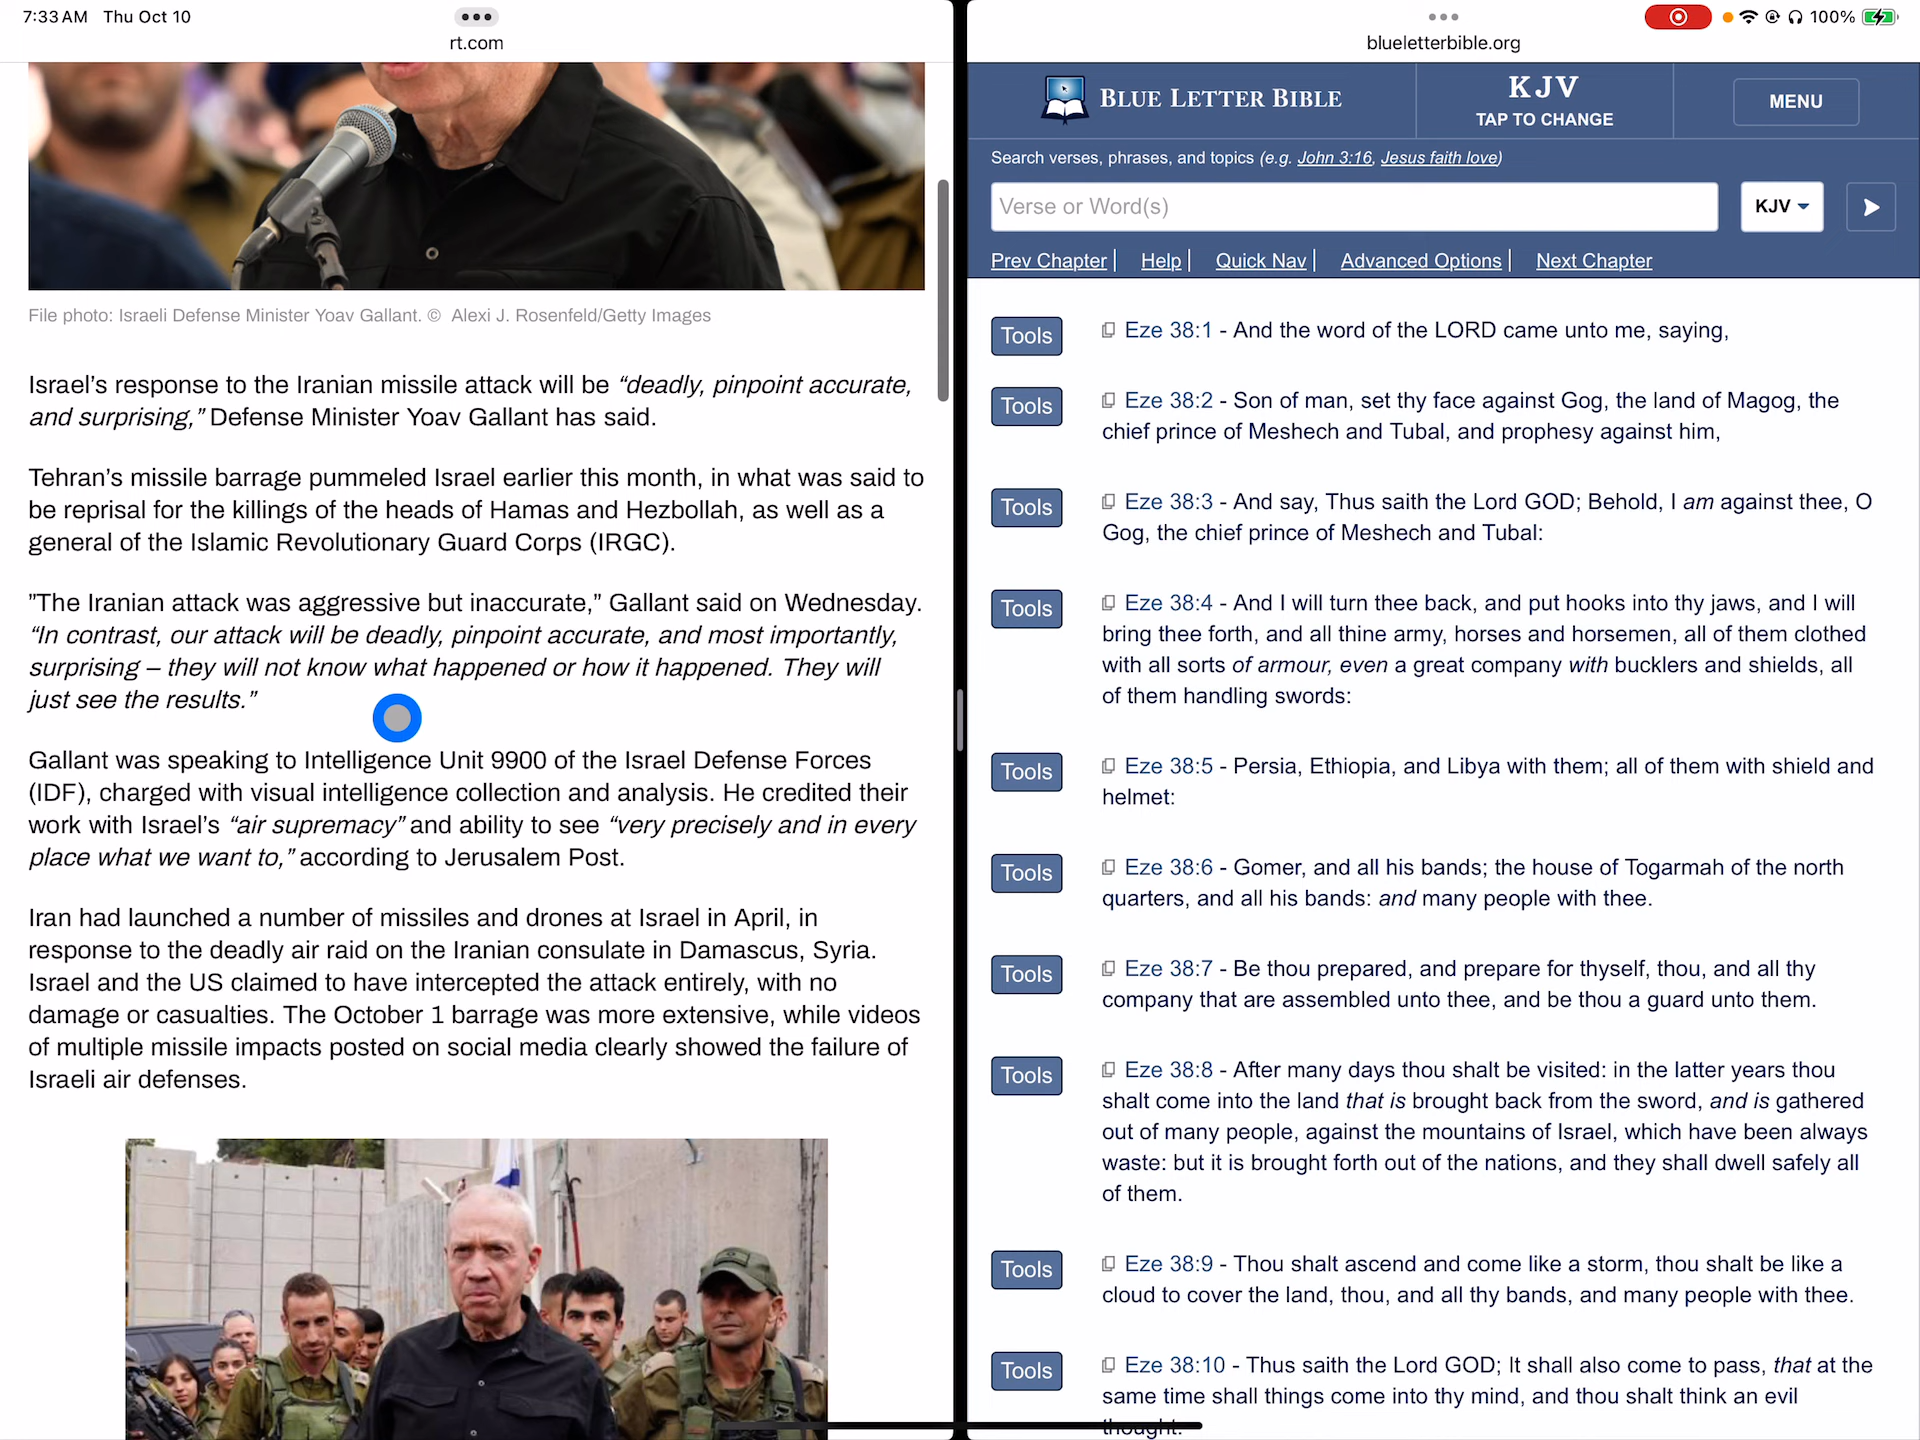 7:33 AM Thu Oct 10
rt.com
File photo: Israeli Defense Minister Yoav Gallant. © Alexi J. Rosenfeld/Getty Images
Israel’s response to the Iranian missile attack will be “deadly, pinpoint accurate,
and surprising,” Defense Minister Yoav Gallant has said.
Tehran’s missile barrage pummeled Israel earlier this month, in what was said to
be reprisal for the killings of the heads of Hamas and Hezbollah, as well as a
general of the Islamic Revolutionary Guard Corps (IRGC).
”The Iranian attack was aggressive but inaccurate,” Gallant said on Wednesday.
“In contrast, our attack will be deadly, pinpoint accurate, and most importantly,
surprising – they will not know what happened or how it happened. They will
just see the results.”
Gallant was speaking to Intelligence Unit 9900 of the Israel Defense Forces
(IDF), charged with visual intelligence collection and analysis. He credited their
work with Israel’s “air supremacy” and ability to see “very precisely and in every
place what we want to,” according to Jerusalem Post.
Iran had launched a number of missiles and drones at Israel in April, in
response to the deadly air raid on the Iranian consulate in Damascus, Syria.
Israel and the US claimed to have intercepted the attack entirely, with no
damage or casualties. The October 1 barrage was more extensive, while videos
of multiple missile impacts posted on social media clearly showed the failure of
Israeli air defenses.
100%
blueletterbible.org
BLUE LETTER BIBLE
KJV
TAP TO CHANGE
MENU
Search verses, phrases, and topics (e.g. John 3:16, Jesus faith love)
Verse or Word(s)
KJV
Prev Chapter | Help | Quick Nav | Advanced Options | Next Chapter
Tools Eze 38:1 - And the word of the LORD came unto me, saying,
Tools Eze 38:2 - Son of man, set thy face against Gog, the land of Magog, the
chief prince of Meshech and Tubal, and prophesy against him,
Tools Eze 38:3 - And say, Thus saith the Lord GOD; Behold, I am against thee, O
Gog, the chief prince of Meshech and Tubal:
Tools Eze 38:4 - And I will turn thee back, and put hooks into thy jaws, and I will
bring thee forth, and all thine army, horses and horsemen, all of them clothed
with all sorts of armour, even a great company with bucklers and shields, all
of them handling swords:
Tools Eze 38:5 - Persia, Ethiopia, and Libya with them; all of them with shield and
helmet:
Tools Eze 38:6 - Gomer, and all his bands; the house of Togarmah of the north
quarters, and all his bands: and many people with thee.
Tools Eze 38:7 - Be thou prepared, and prepare for thyself, thou, and all thy
company that are assembled unto thee, and be thou a guard unto them.
Tools Eze 38:8 - After many days thou shalt be visited: in the latter years thou
shalt come into the land that is brought back from the sword, and is gathered
out of many people, against the mountains of Israel, which have been always
waste: but it is brought forth out of the nations, and they shall dwell safely all
of them.
Tools Eze 38:9 - Thou shalt ascend and come like a storm, thou shalt be like a
cloud to cover the land, thou, and all thy bands, and many people with thee.
Tools Eze 38:10 - Thus saith the Lord GOD; It shall also come to pass, that at the
same time shall things come into thy mind, and thou shalt think an evil
thought: